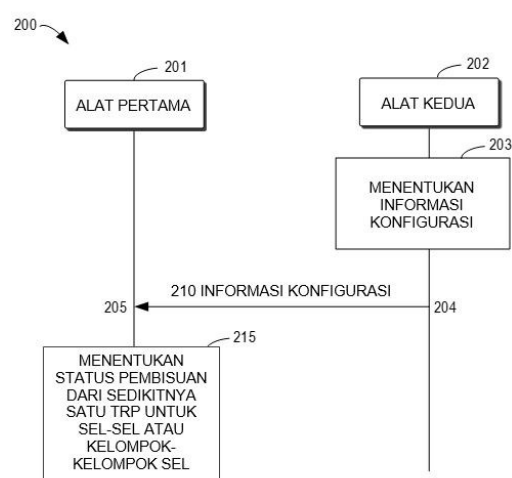 200
201
202
ALAT PERTAMA
ALAT KEDUA
203
MENENTUKAN
INFORMASI
KONFIGURASI
210 INFORMASI KONFIGURASI
205
204
215
MENENTUKAN
STATUS PEMBISUAN
DARI SEDIKITNYA
SATU TRP UNTUK
SEL-SEL ATAU
KELOMPOK-
KELOMPOK SEL